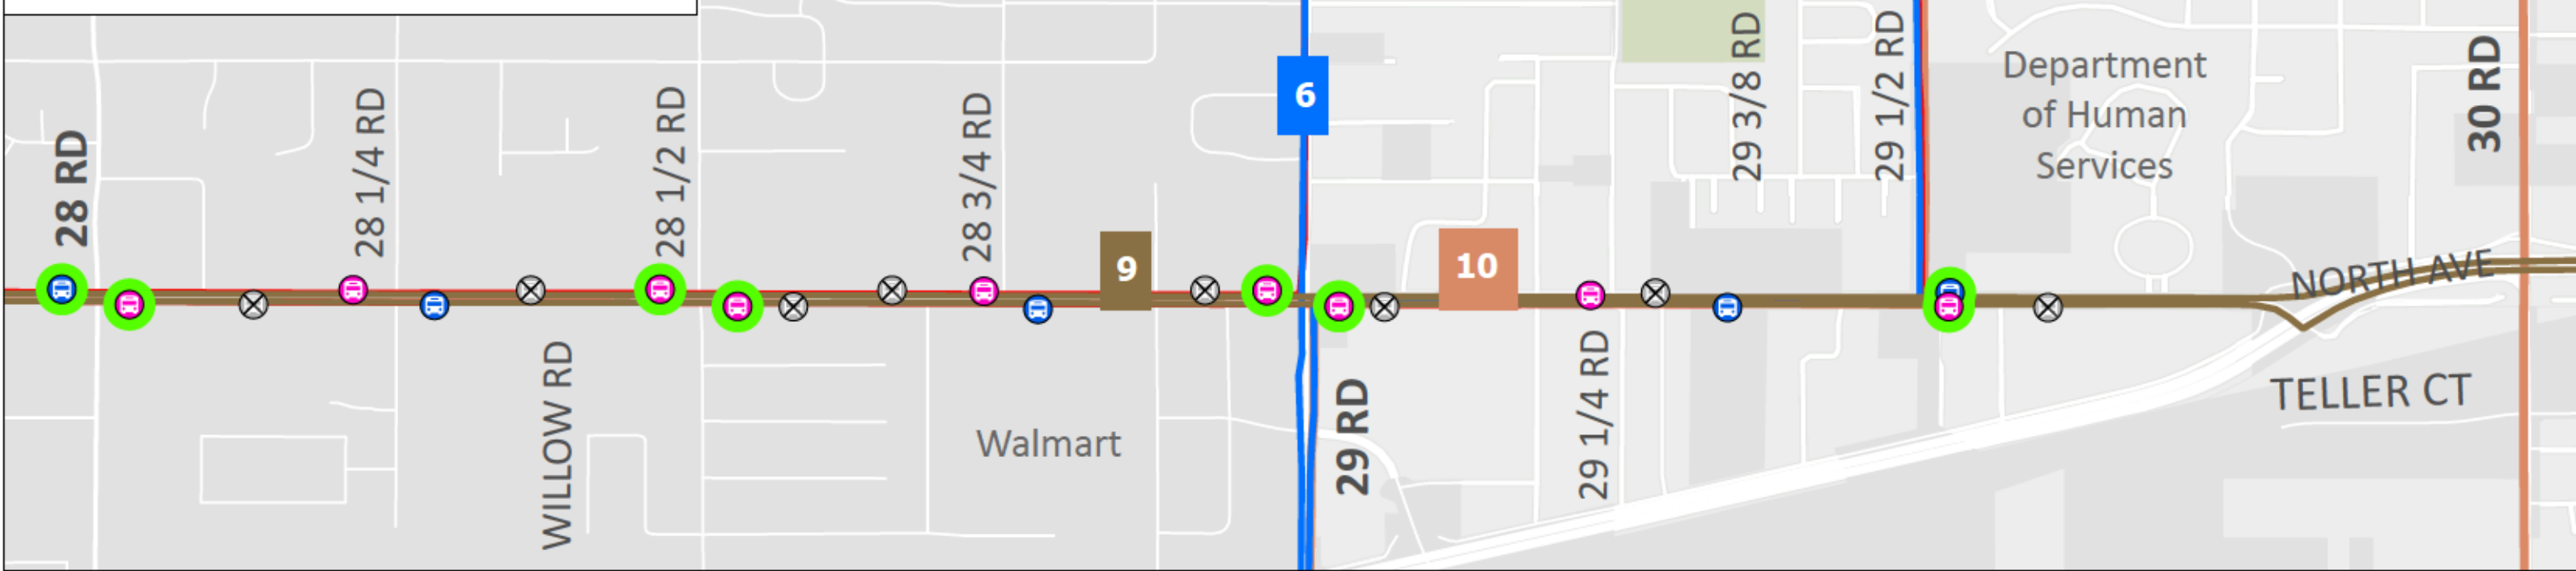 28 RD
28 1/4 RD
28 1/2 RD
28 3/4 RD
6
29 3/8 RD
29 1/2 RD
Department
of Human
Services
30 RD
9
10
NORTH AVE
WILLOW RD
Walmart
29 RD
29 1/4 RD
TELLER CT